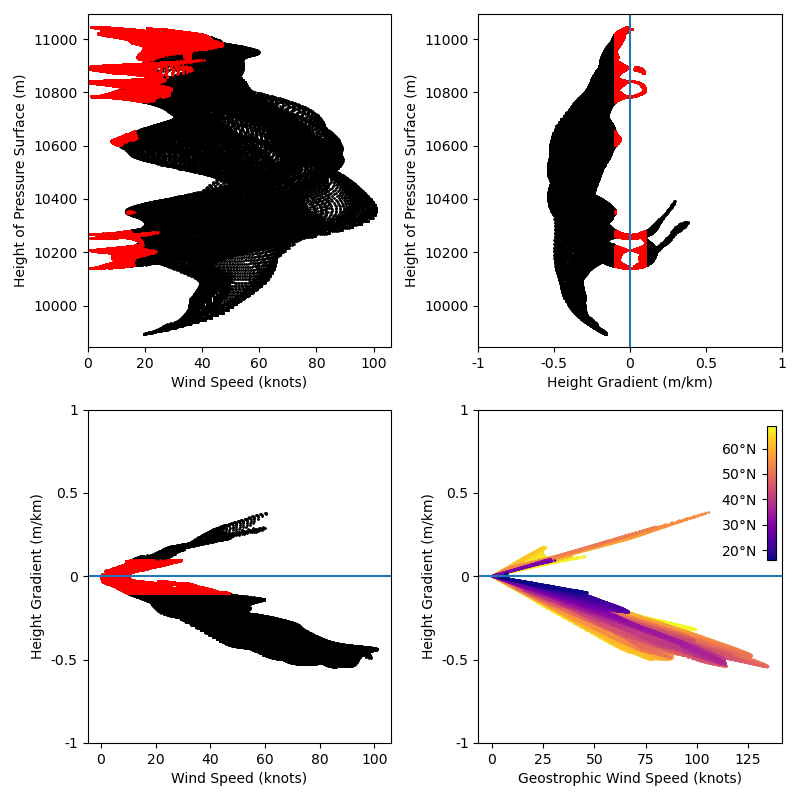 11000
10800
10600
10400
10200
10000
Height of Pressure Surface (m)
0 20 40 60 80 100
Wind Speed (knots)
11000
10800
10600
10400
10200
10000
Height of Pressure Surface (m)
-1 -0.5 0 0.5 1
Height Gradient (m/km)
1
0.5
0
-0.5
-1
Height Gradient (m/km)
0 20 40 60 80 100
Wind Speed (knots)
1
0.5
0
-0.5
-1
Height Gradient (m/km)
60°N
50°N
40°N
30°N
20°N
0 25 50 75 100 125
Geostrophic Wind Speed (knots)